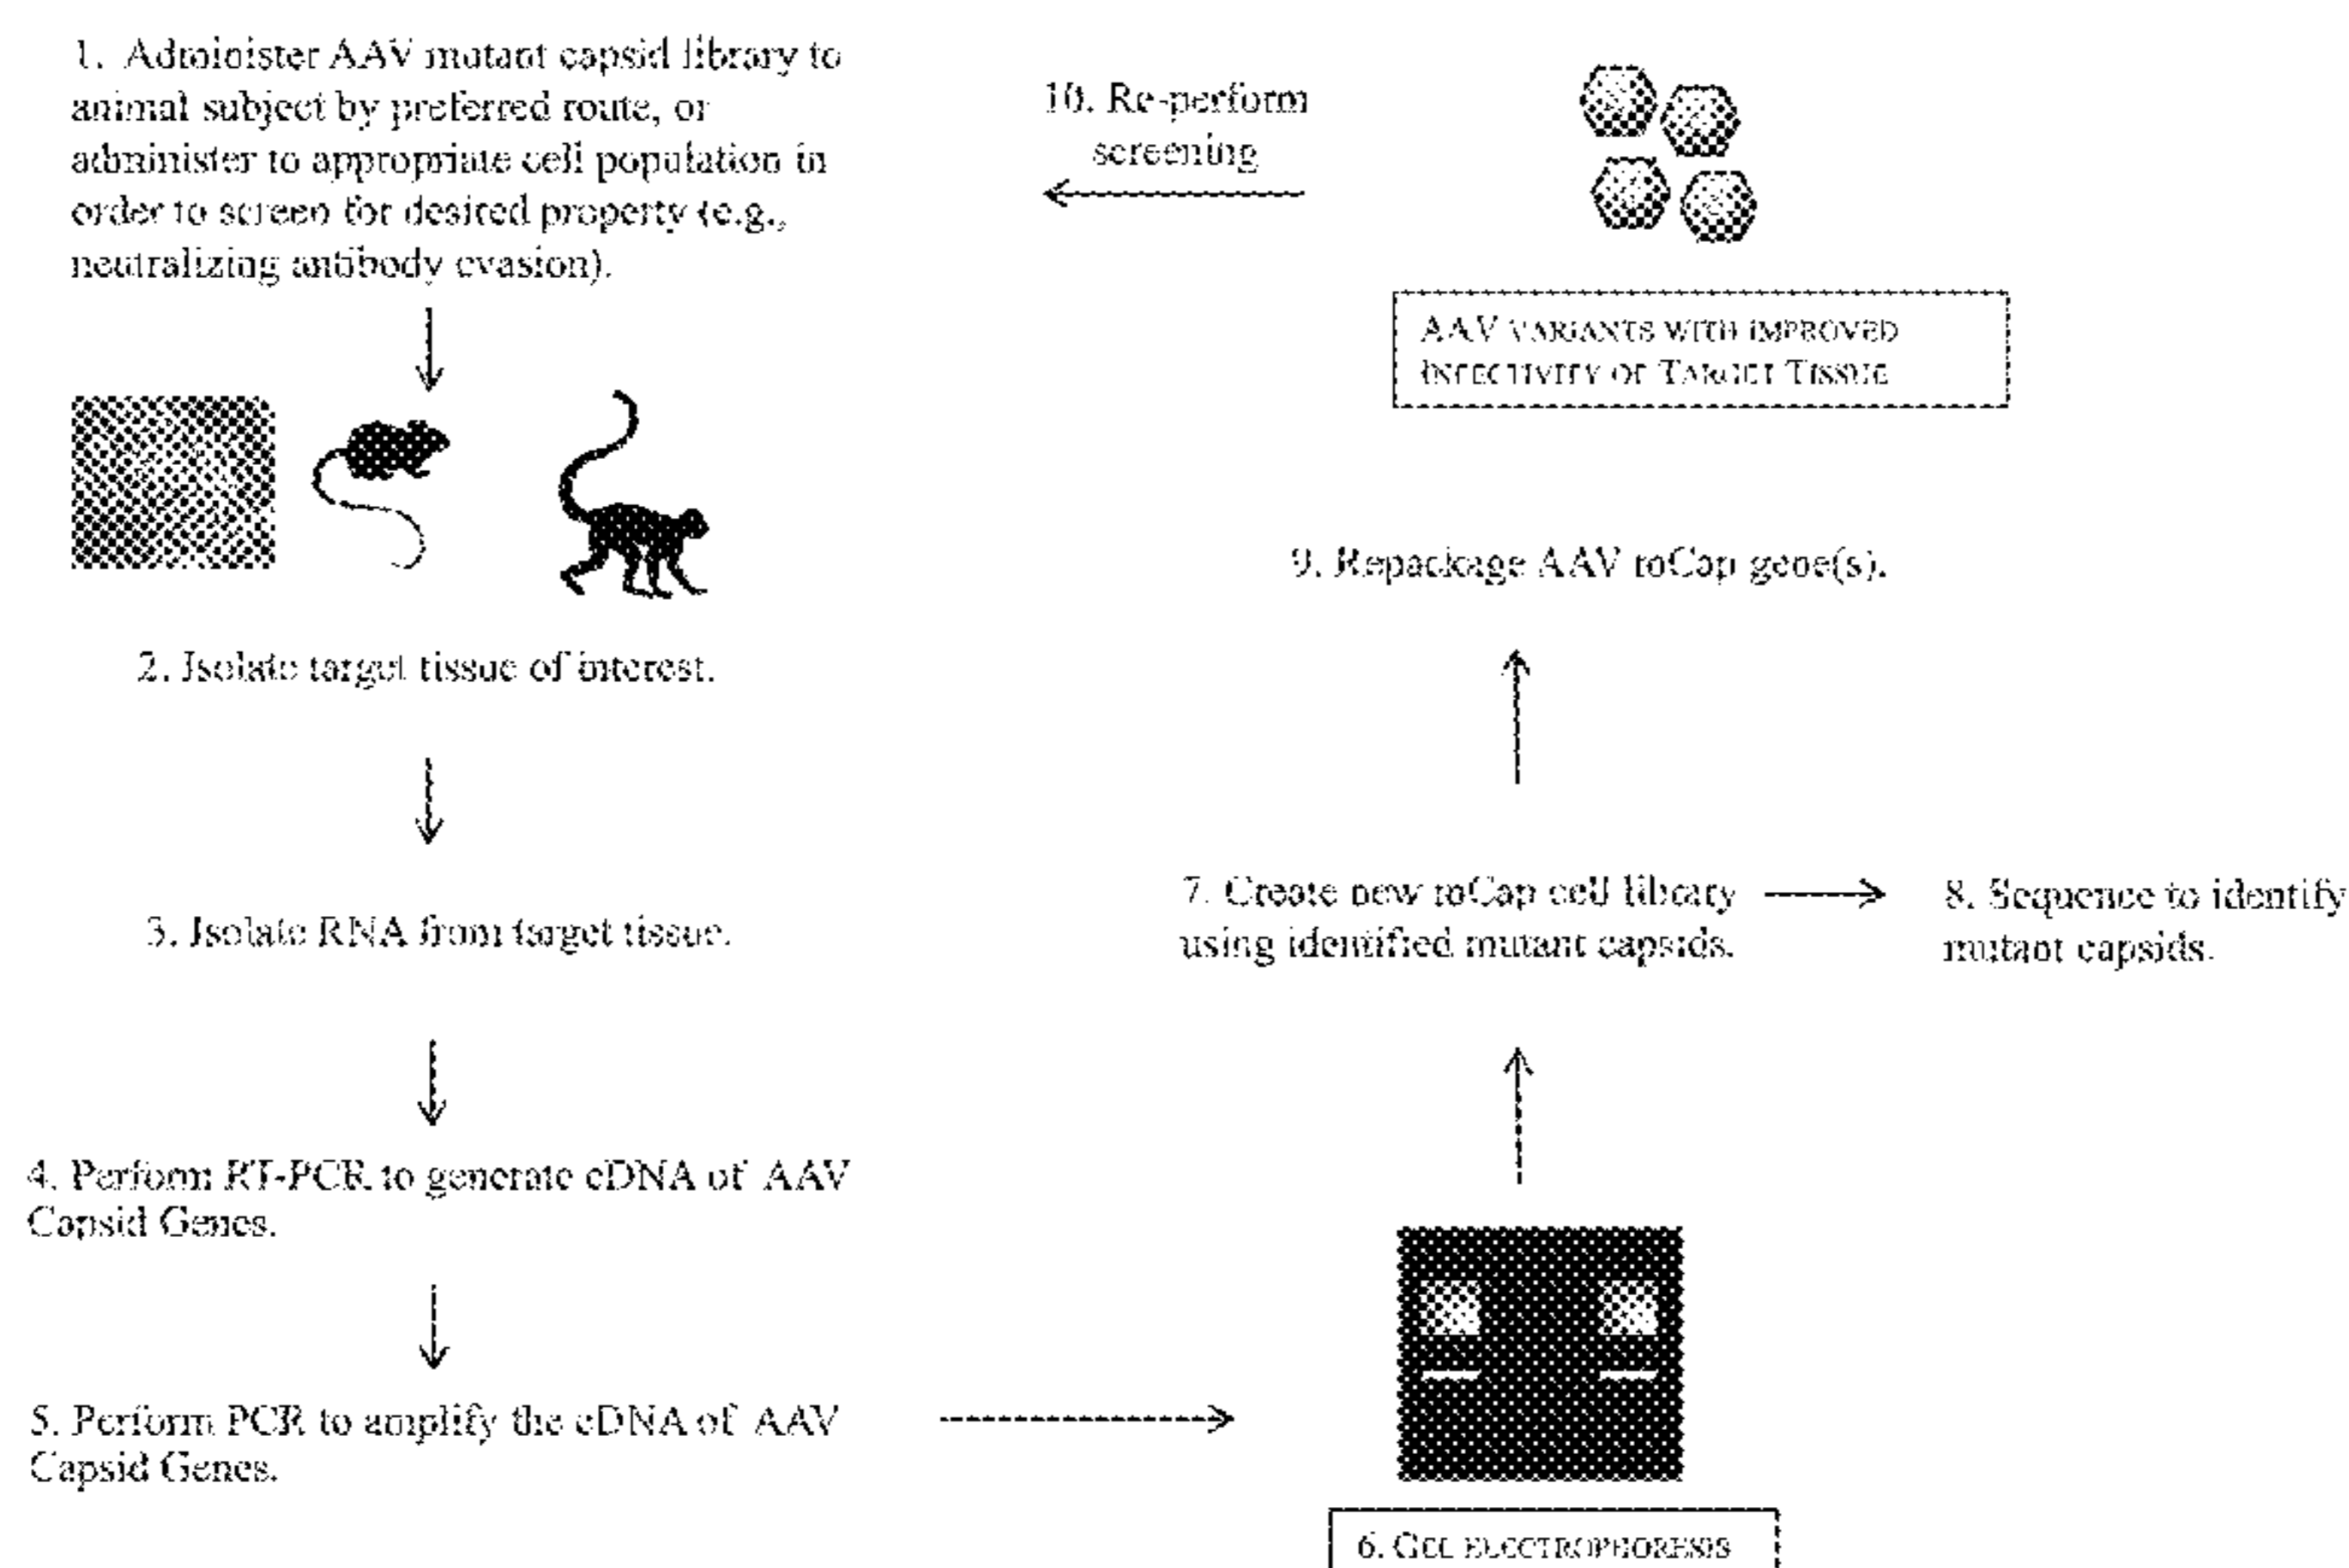 1. Administer AAV mutant capsid library to
animal subject by preferred route, or
administer to appropriate cell population in
order to screen for desired property (e.g.,
neutralizing antibody evasion).
2. Isolate target tissue of interest.
3. Isolate RNA from target tissue.
4. Perform RT-PCR to generate cDNA of AAV
Capsid Genes.
5. Perform PCR to amplify the cDNA of AAV
Capsid Genes.
6. GEL ELECTROPHORESIS
7. Create new mCap cell library
using identified mutant capsids.
8. Sequence to identify
mutant capsids.
9. Repackage AAV mCap gene(s).
AAV VARIANTS WITH IMPROVED
INFECTIVITY OF TARGET TISSUE
10. Re-perform
screening